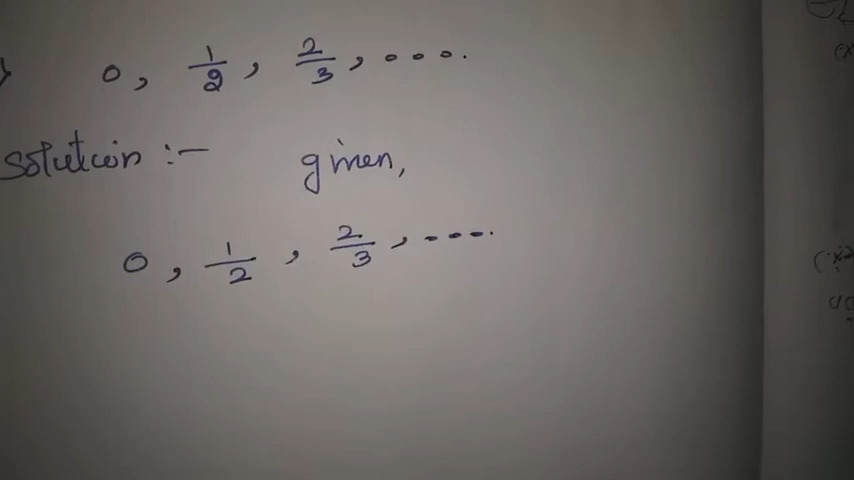 0, 1/2, 2/3, ....
Solution :- given,
0, 1/2, 2/3, ....